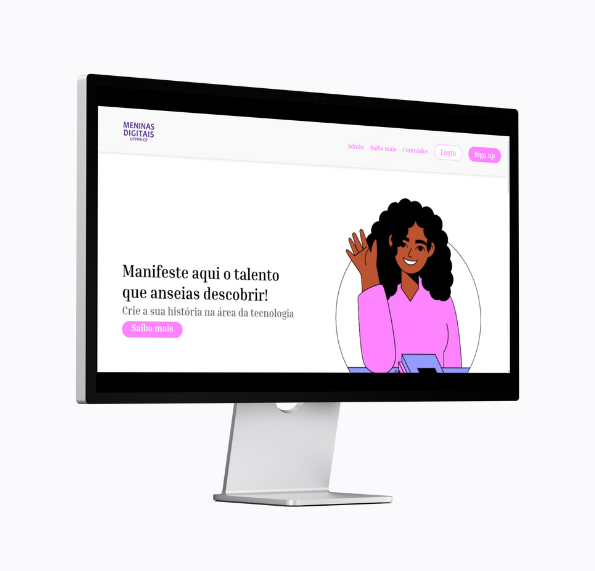 MENINAS
DIGITAIS
UTFPR-CP
Admin Saiba mais Conteúdos Login Sign up
Manifeste aqui o talento
que anseias descobrir!
Crie a sua história na área da tecnologia
Saiba mais